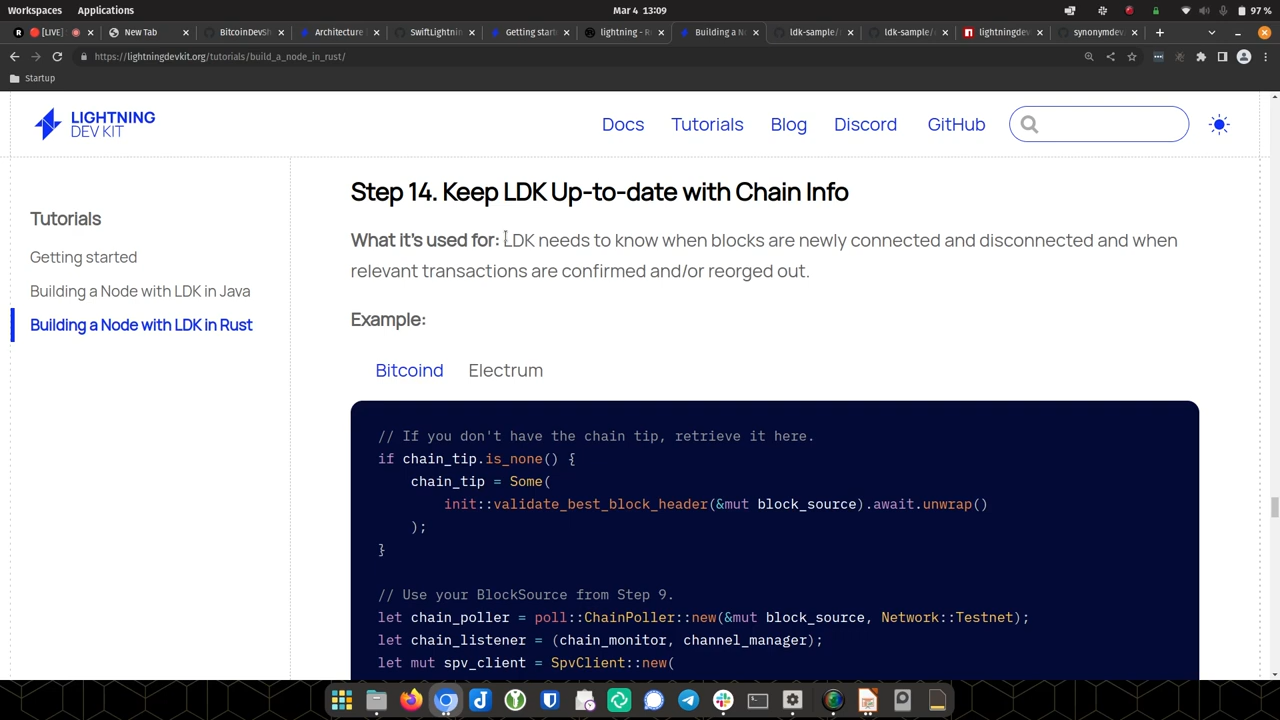 Workspaces Applications Mar 4 13:09 97 %
[LIVE] New Tab BitcoinDevSh Architecture SwiftLightnin Getting starte lightning - R Building a N ldk-sample/ ldk-sample/ lightningdev synonymdev
https://lightningdevkit.org/tutorials/build_a_node_in_rust/
Startup
LIGHTNING
DEV KIT
Docs Tutorials Blog Discord GitHub
Tutorials
Getting started
Building a Node with LDK in Java
Building a Node with LDK in Rust
Step 14. Keep LDK Up-to-date with Chain Info
What it's used for: LDK needs to know when blocks are newly connected and disconnected and when
relevant transactions are confirmed and/or reorged out.
Example:
Bitcoind Electrum
// If you don't have the chain tip, retrieve it here.
if chain_tip.is_none() {
chain_tip = Some(
init::validate_best_block_header(&mut block_source).await.unwrap()
);
}
// Use your BlockSource from Step 9.
let chain_poller = poll::ChainPoller::new(&mut block_source, Network::Testnet);
let chain_listener = (chain_monitor, channel_manager);
let mut spv_client = SpvClient::new(